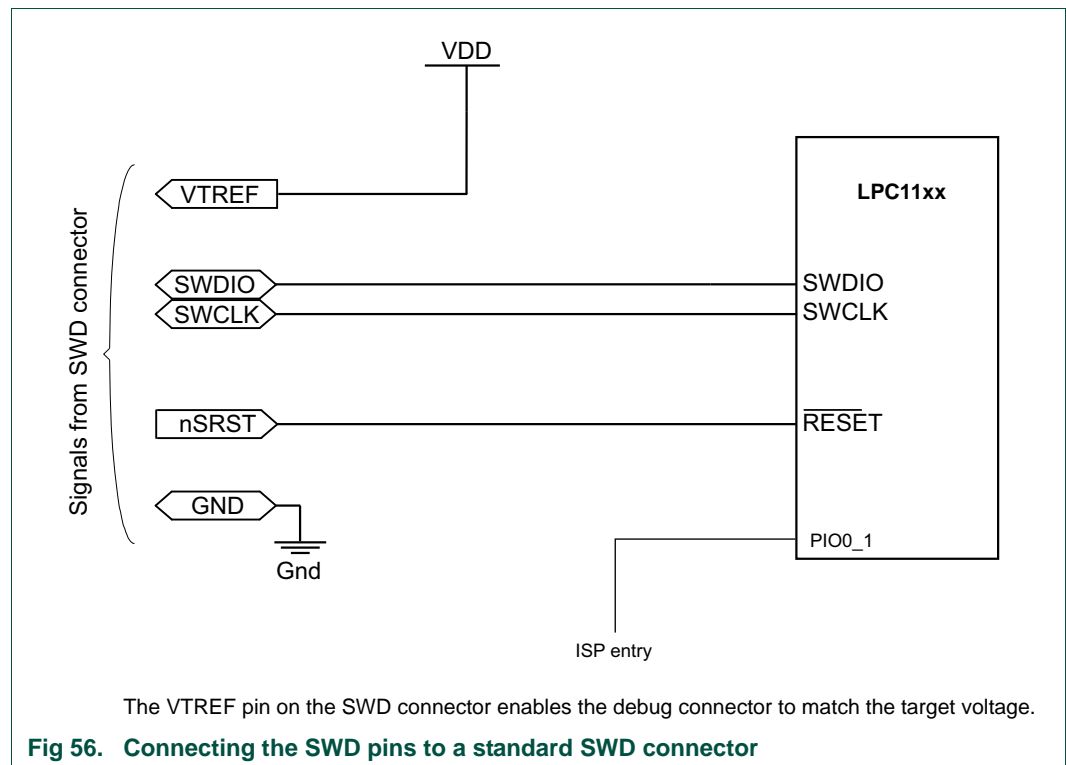 VDD
VTREF
LPC11xx
Signals from SWD connector
SWDIO
SWDIO
SWCLK
SWCLK
nSRST
RESET
GND
Gnd
PIO0_1
ISP entry
The VTREF pin on the SWD connector enables the debug connector to match the target voltage.
Fig 56. Connecting the SWD pins to a standard SWD connector